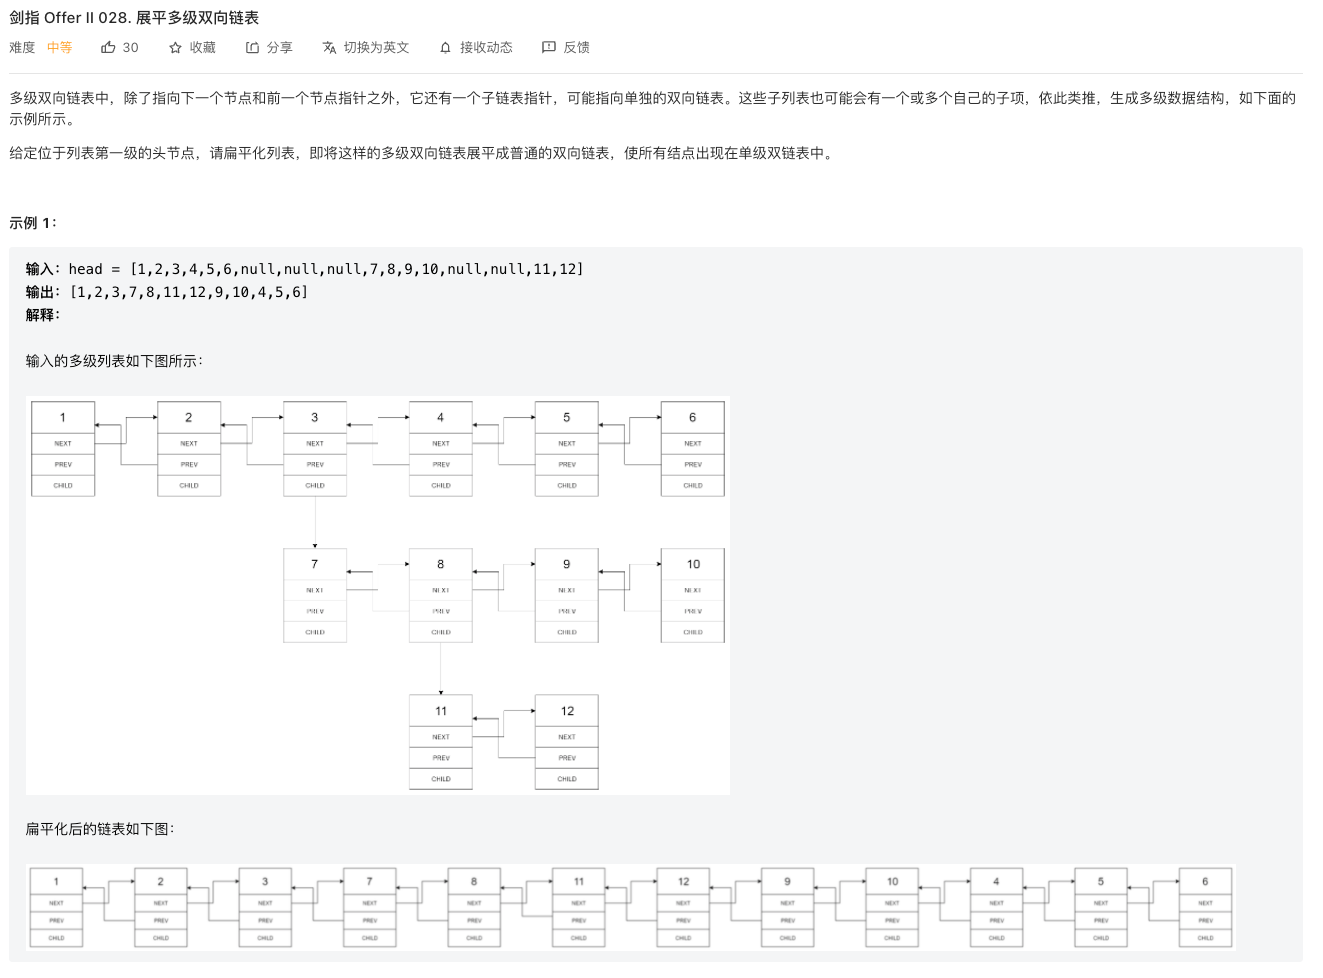 剑指 Offer II 028. 展平多级双向链表
难度 中等 30 收藏 分享 切换为英文 接收动态 反馈
多级双向链表中，除了指向下一个节点和前一个节点指针之外，它还有一个子链表指针，可能指向单独的双向链表。这些子列表也可能会有一个或多个自己的子项，依此类推，生成多级数据结构，如下面的
示例所示。
给定位于列表第一级的头节点，请扁平化列表，即将这样的多级双向链表展平成普通的双向链表，使所有结点出现在单级双链表中。
示例 1：
输入：head = [1,2,3,4,5,6,null,null,null,7,8,9,10,null,null,11,12]
输出：[1,2,3,7,8,11,12,9,10,4,5,6]
解释：
输入的多级列表如下图所示：
1 2 3 4 5 6
NEXT NEXT NEXT NEXT NEXT NEXT
PREV PREV PREV PREV PREV PREV
CHILD CHILD CHILD CHILD CHILD CHILD
7 8 9 10
NEXT NEXT NEXT NEXT
PREV PREV PREV PREV
CHILD CHILD CHILD CHILD
11 12
NEXT NEXT
PREV PREV
CHILD CHILD
扁平化后的链表如下图：
1 2 3 7 8 11 12 9 10 4 5 6
NEXT NEXT NEXT NEXT NEXT NEXT NEXT NEXT NEXT NEXT NEXT NEXT
PREV PREV PREV PREV PREV PREV PREV PREV PREV PREV PREV PREV
CHILD CHILD CHILD CHILD CHILD CHILD CHILD CHILD CHILD CHILD CHILD CHILD